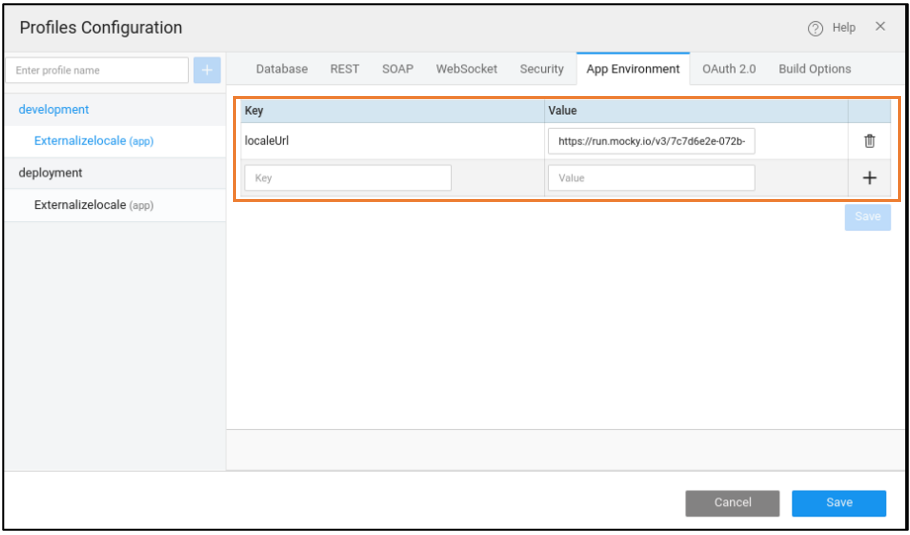 Profiles Configuration
Help
Enter profile name
Database REST SOAP WebSocket Security App Environment OAuth 2.0 Build Options
development
Externalizelocale (app)
deployment
Externalizelocale (app)
Key Value
localeUrl https://run.mocky.io/v3/7c7d6e2e-072b-
Key Value
Save
Cancel Save